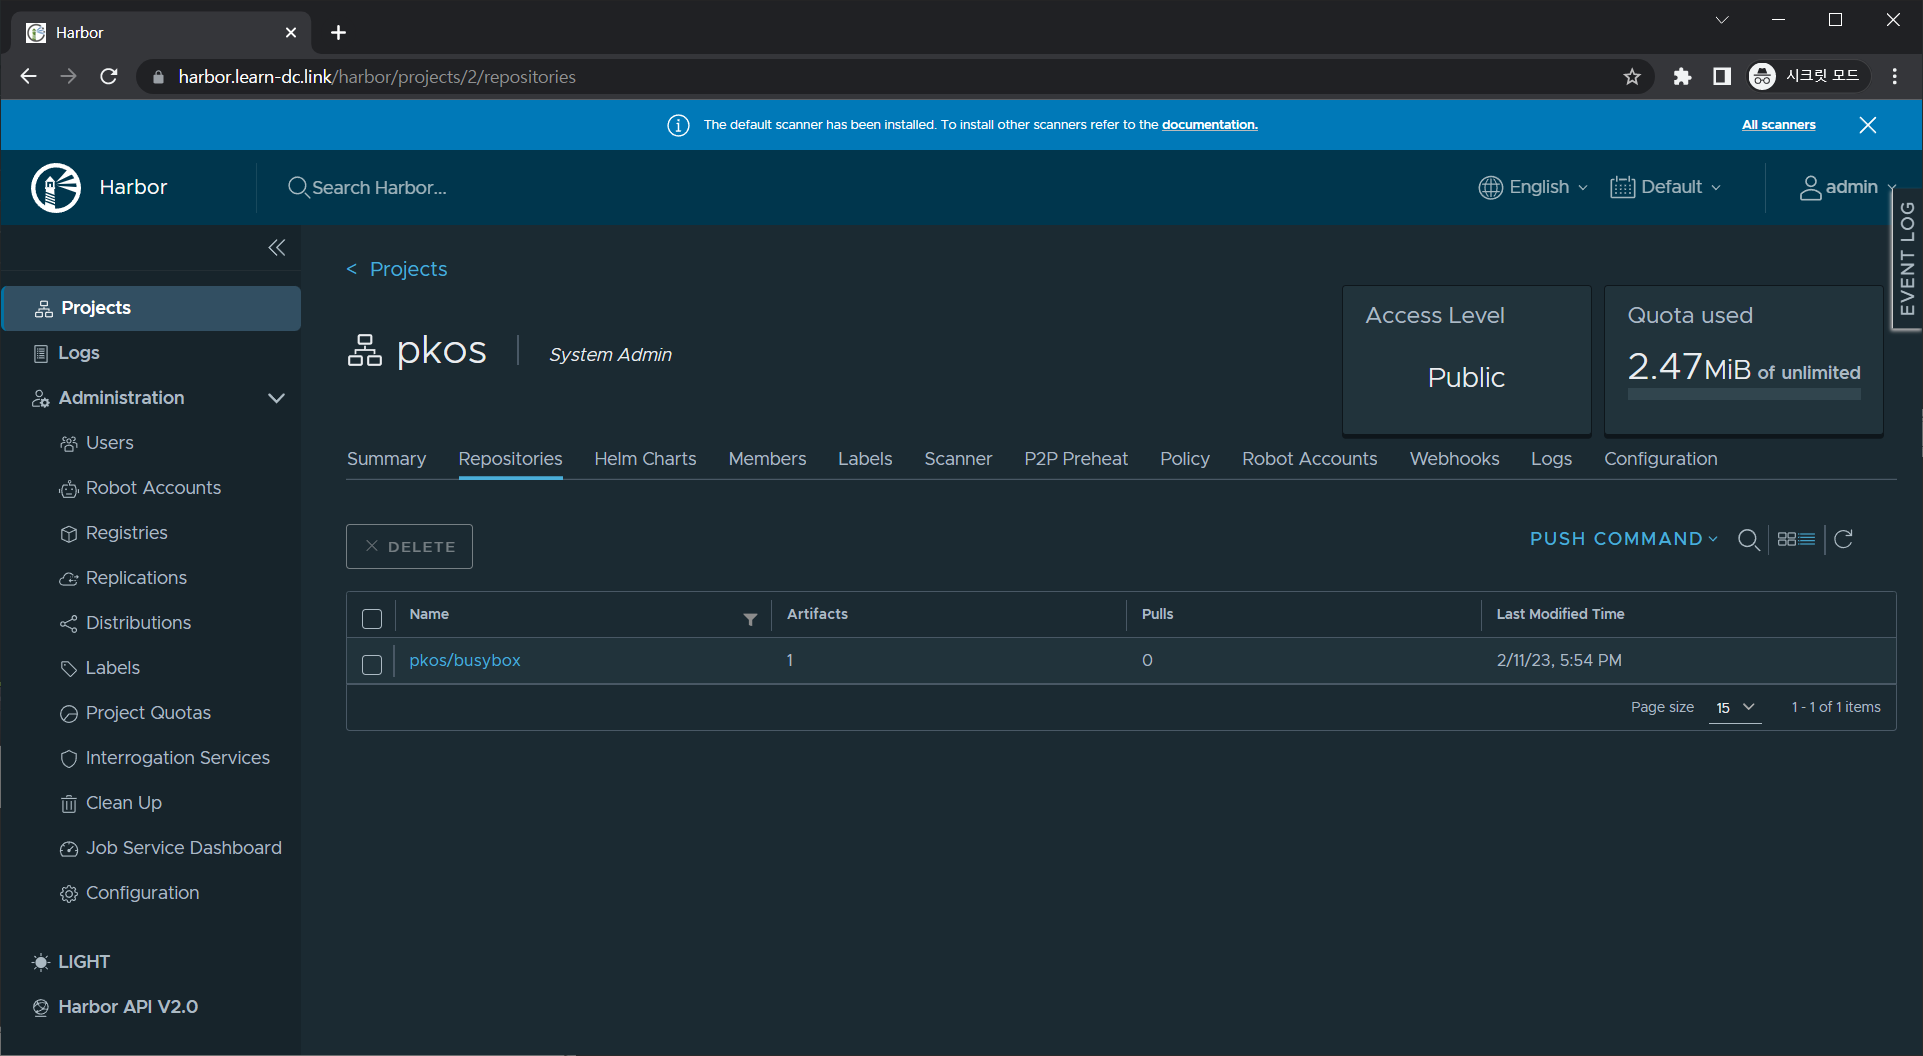 Harbor
harbor.learn-dc.link/harbor/projects/2/repositories
시크릿 모드
The default scanner has been installed. To install other scanners refer to the documentation.
All scanners
Harbor
Search Harbor...
English
Default
admin
EVENT LOG
Projects
Logs
Administration
Users
Robot Accounts
Registries
Replications
Distributions
Labels
Project Quotas
Interrogation Services
Clean Up
Job Service Dashboard
Configuration
LIGHT
Harbor API V2.0
< Projects
pkos
System Admin
Access Level
Public
Quota used
2.47MiB of unlimited
Summary Repositories Helm Charts Members Labels Scanner P2P Preheat Policy Robot Accounts Webhooks Logs Configuration
DELETE
PUSH COMMAND
Name Artifacts Pulls Last Modified Time
pkos/busybox 1 0 2/11/23, 5:54 PM
Page size 15 1 - 1 of 1 items